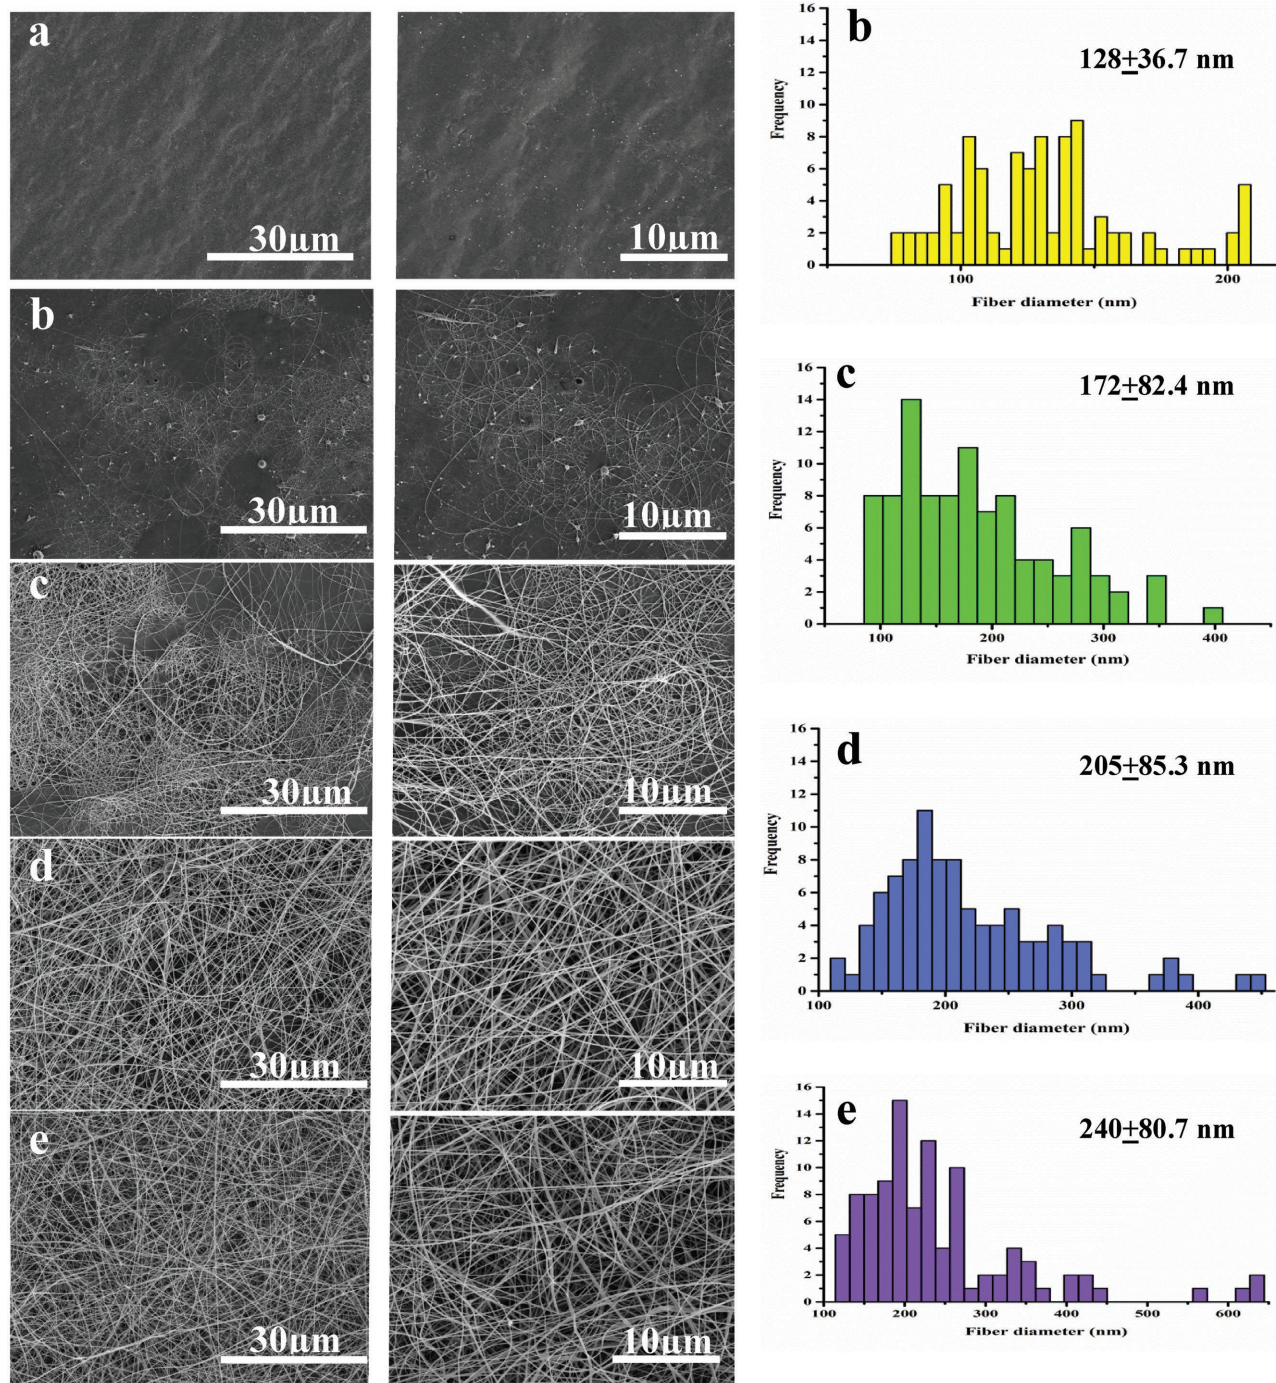 a
30µm
10µm
b
30µm
10µm
c
30µm
10µm
d
30µm
10µm
e
30µm
10µm
b
128±36.7 nm
Frequency
16
14
12
10
8
6
4
2
0
100
200
Fiber diameter (nm)
c
172±82.4 nm
Frequency
16
14
12
10
8
6
4
2
0
100
200
300
400
Fiber diameter (nm)
d
205±85.3 nm
Frequency
16
14
12
10
8
6
4
2
0
100
200
300
400
Fiber diameter (nm)
e
240±80.7 nm
Frequency
16
14
12
10
8
6
4
2
0
100
200
300
400
500
600
Fiber diameter (nm)